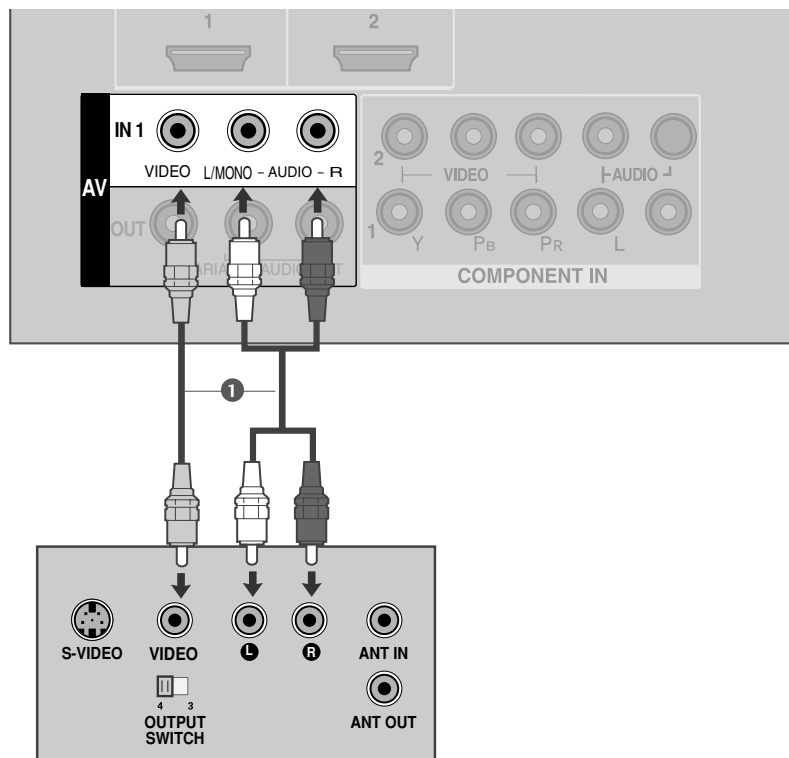 1 2
IN 1
VIDEO L/MONO - AUDIO - R
AV
2
VIDEO AUDIO
OUT
1
Y PB PR L
AUDIO
COMPONENT IN
1
S-VIDEO VIDEO L R ANT IN
4 3
OUTPUT
SWITCH
ANT OUT